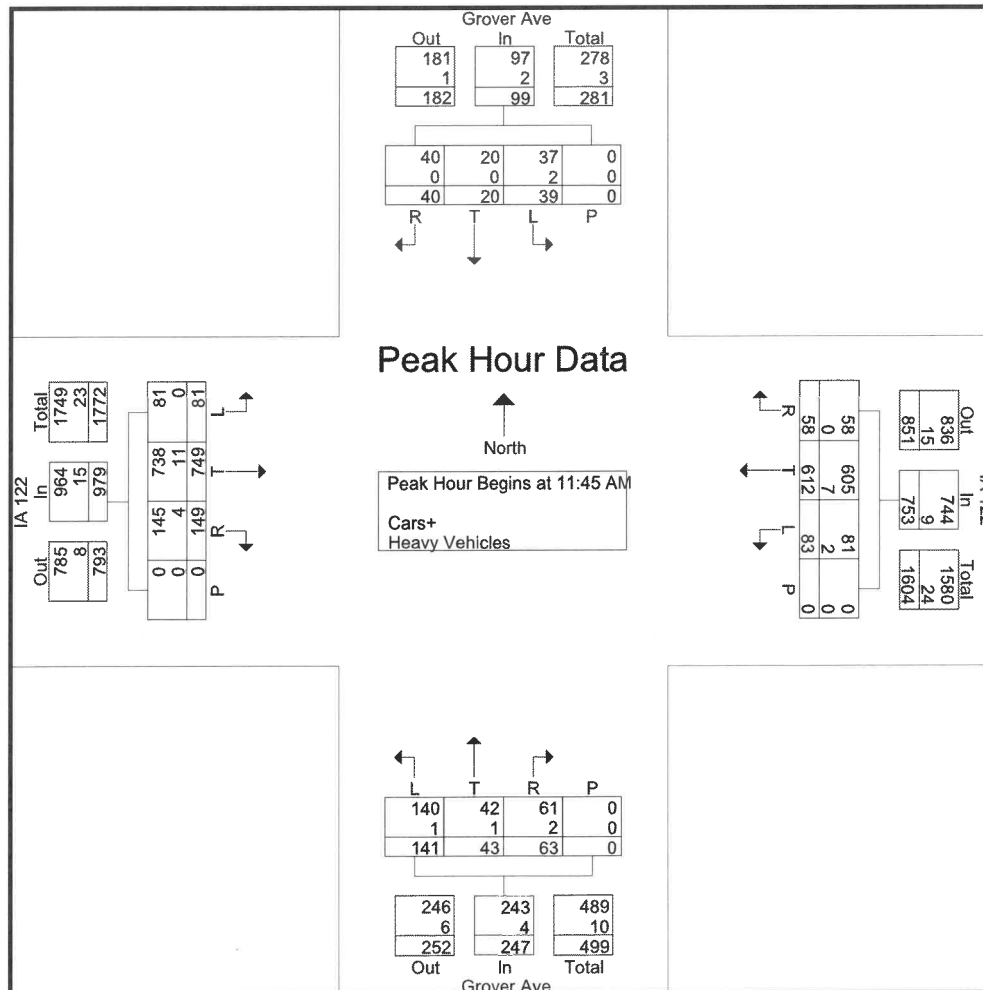 Grover Ave
Out In Total
181 97 278
1 2 3
182 99 281
40 20 37 0
0 0 2 0
40 20 39 0
R T L P
Peak Hour Data
North
Peak Hour Begins at 11:45 AM
Cars+
Heavy Vehicles
IA 122
Total In Out
1749 964 785
23 15 8
1772 979 793
81 738 145 0
0 11 4 0
81 749 149 0
L T R P
Out In Total
836 744 1580
15 9 24
851 753 1604
58 605 81 0
0 7 2 0
58 612 83 0
R T L P
L T R P
140 42 61 0
1 1 2 0
141 43 63 0
246 243 489
6 4 10
252 247 499
Out In Total
Grover Ave